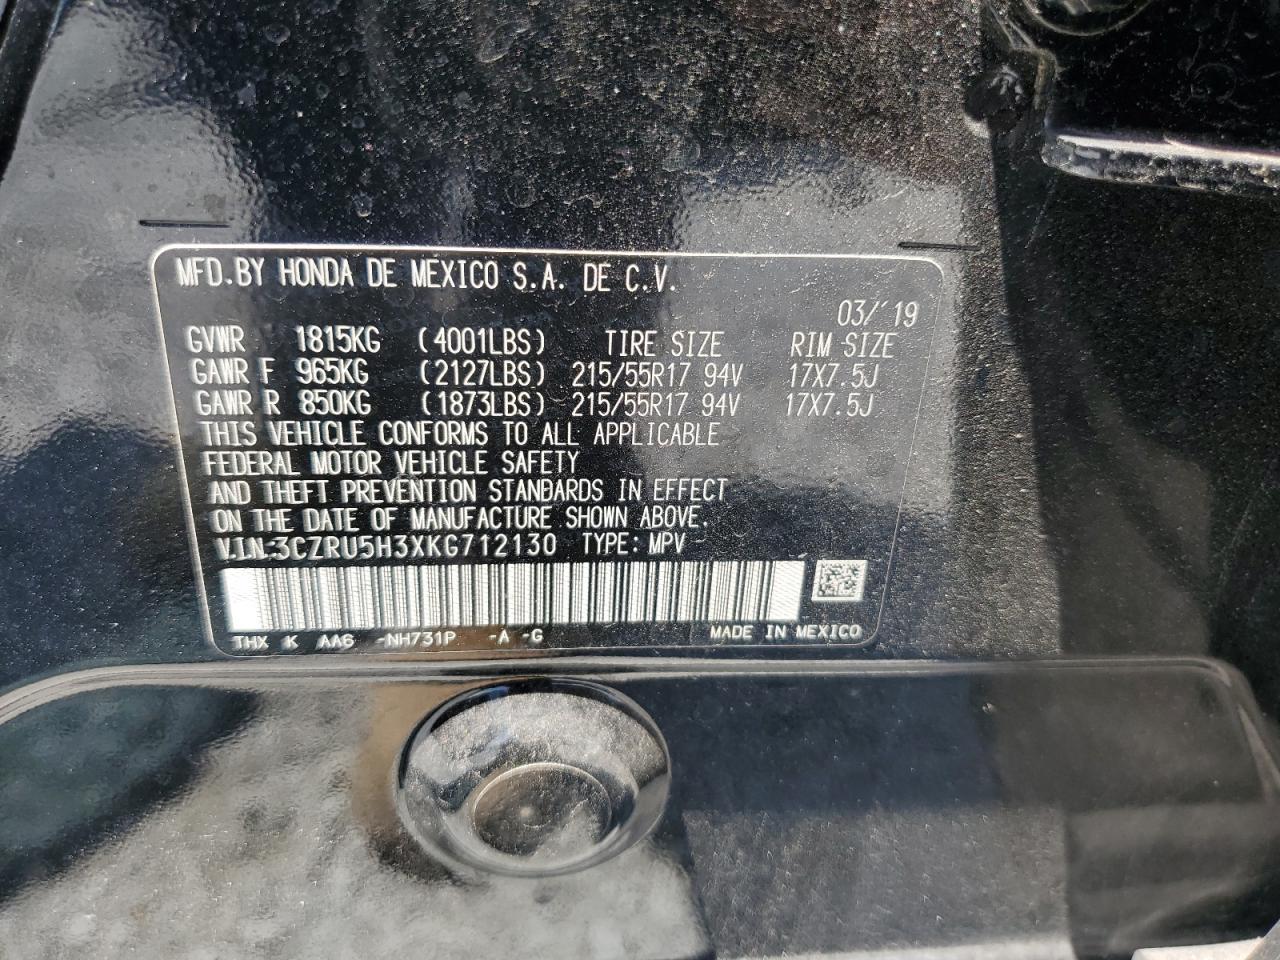 MFD.BY HONDA DE MEXICO S.A. DE C.V.
03/'19
GVWR 1815KG (4001LBS) TIRE SIZE RIM SIZE
GAWR F 965KG (2127LBS) 215/55R17 94V 17X7.5J
GAWR R 850KG (1873LBS) 215/55R17 94V 17X7.5J
THIS VEHICLE CONFORMS TO ALL APPLICABLE
FEDERAL MOTOR VEHICLE SAFETY
AND THEFT PREVENTION STANDARDS IN EFFECT
ON THE DATE OF MANUFACTURE SHOWN ABOVE.
V.I.N.:3CZRU5H3XKG712130 TYPE: MPV
THX K AA6 -NH731P -A -G MADE IN MEXICO